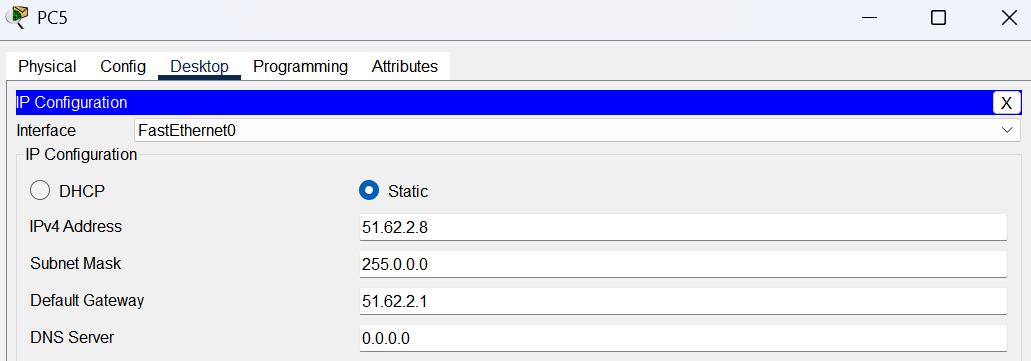 PC5
Physical Config Desktop Programming Attributes
IP Configuration X
Interface FastEthernet0
IP Configuration
DHCP Static
IPv4 Address 51.62.2.8
Subnet Mask 255.0.0.0
Default Gateway 51.62.2.1
DNS Server 0.0.0.0